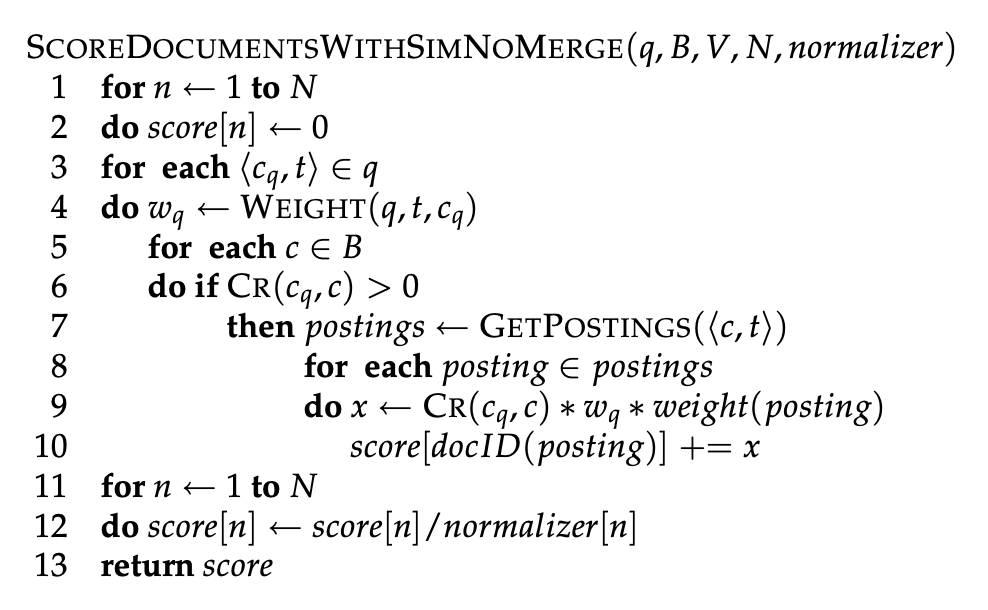 SCOREDOCUMENTSWITHSIMNOMERGE(q, B, V, N, normalizer)
1 for n ← 1 to N
2 do score[n] ← 0
3 for each ⟨c_q, t⟩ ∈ q
4 do w_q ← WEIGHT(q, t, c_q)
5 for each c ∈ B
6 do if CR(c_q, c) > 0
7 then postings ← GETPOSTINGS(⟨c, t⟩)
8 for each posting ∈ postings
9 do x ← CR(c_q, c) ∗ w_q ∗ weight(posting)
10 score[docID(posting)] += x
11 for n ← 1 to N
12 do score[n] ← score[n]/normalizer[n]
13 return score